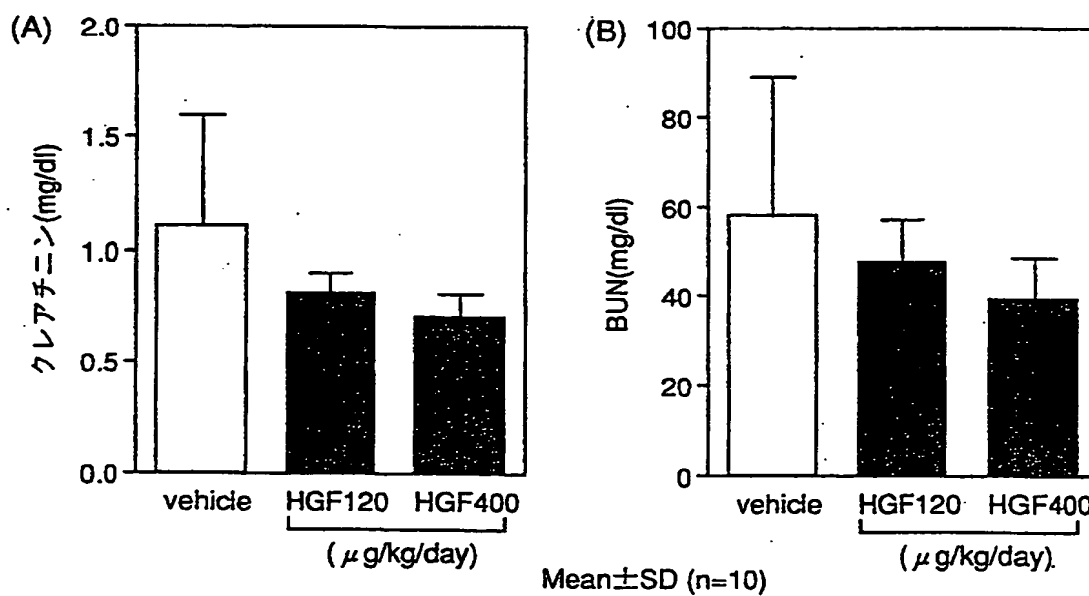 (A)
クレアチニン(mg/dl)
2.0
1.5
1.0
0.5
0.0
vehicle HGF120 HGF400
(μg/kg/day)
(B)
BUN(mg/dl)
100
80
60
40
20
0
vehicle HGF120 HGF400
(μg/kg/day)
Mean±SD (n=10)